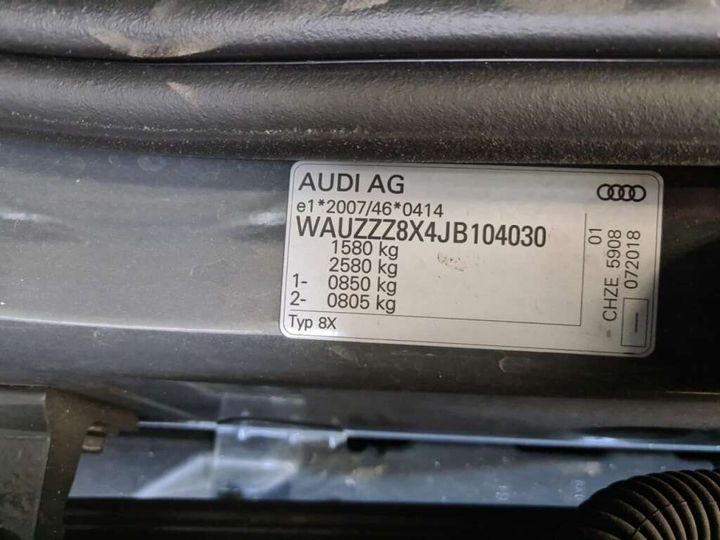 AUDI AG
e1*2007/46*0414
WAUZZZ8X4JB104030
1580 kg
2580 kg
1- 0850 kg
2- 0805 kg
Typ 8X
01
CHZE 5908
072018